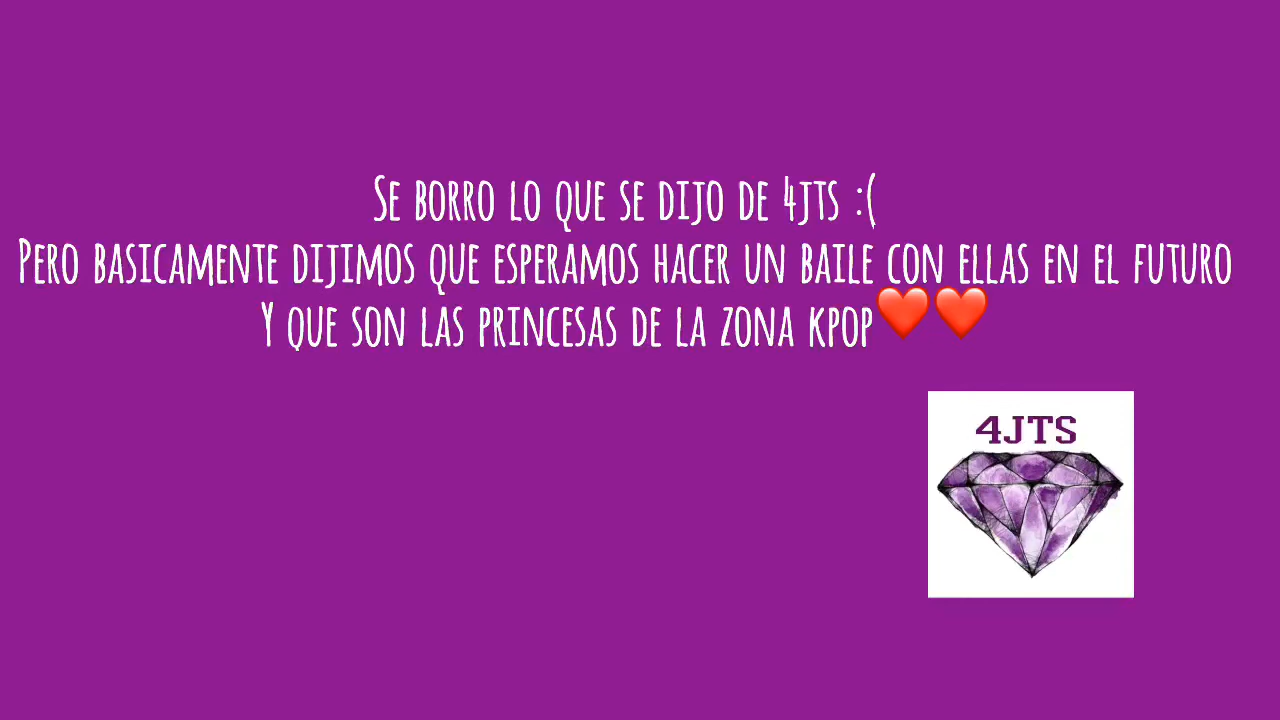 Se borro lo que se dijo de 4jts :(
Pero basicamente dijimos que esperamos hacer un baile con ellas en el futuro
Y que son las princesas de la zona kpop❤️❤️
4JTS